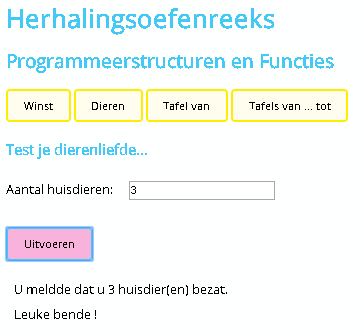 Herhalingsoefenreeks
Programmeerstructuren en Functies
Winst Dieren Tafel van Tafels van ... tot
Test je dierenliefde...
Aantal huisdieren: 3
Uitvoeren
U meldde dat u 3 huisdier(en) bezat.
Leuke bende !